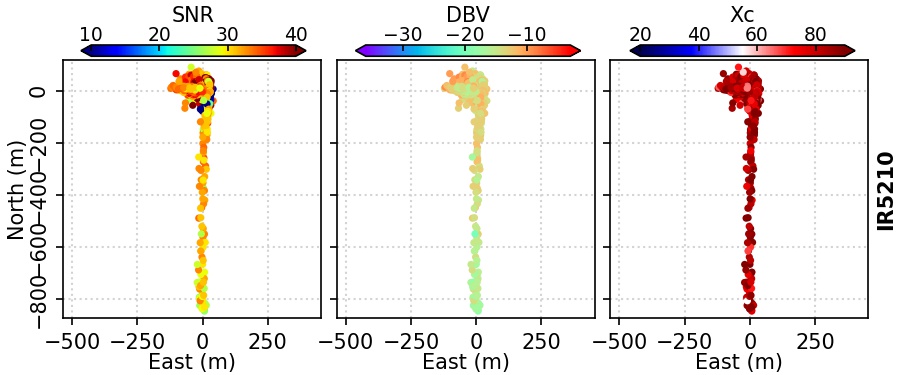 SNR DBV Xc
10 20 30 40 −30 −20 −10 20 40 60 80
North (m)
0
−200
−400
−600
−800
IR5210
−500 −250 0 250 −500 −250 0 250 −500 −250 0 250
East (m) East (m) East (m)